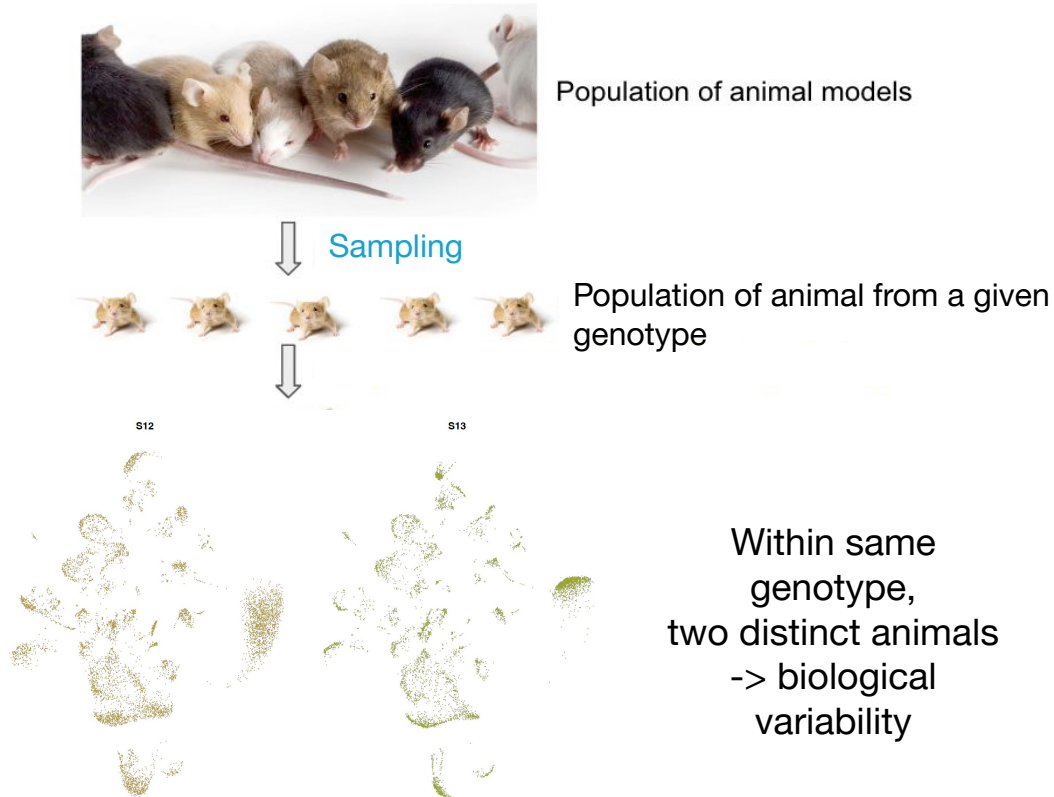 Population of animal models
Sampling
Population of animal from a given
genotype
S12
S13
Within same
genotype,
two distinct animals
-> biological
variability